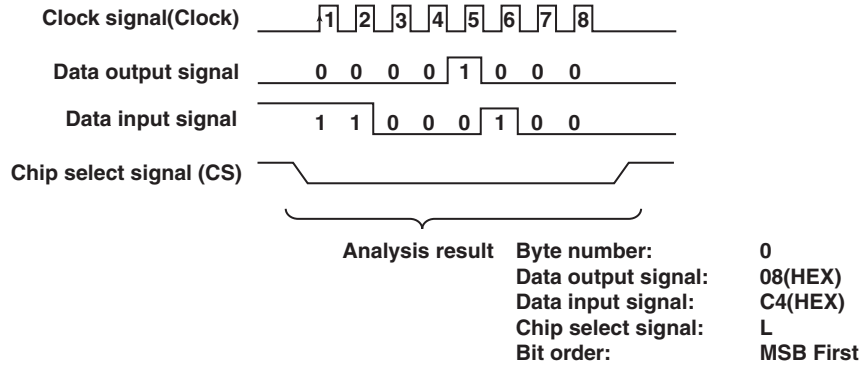 Clock signal(Clock) 1 2 3 4 5 6 7 8
Data output signal 0 0 0 0 1 0 0 0
Data input signal 1 1 0 0 0 1 0 0
Chip select signal (CS)
Analysis result Byte number: 0
Data output signal: 08(HEX)
Data input signal: C4(HEX)
Chip select signal: L
Bit order: MSB First